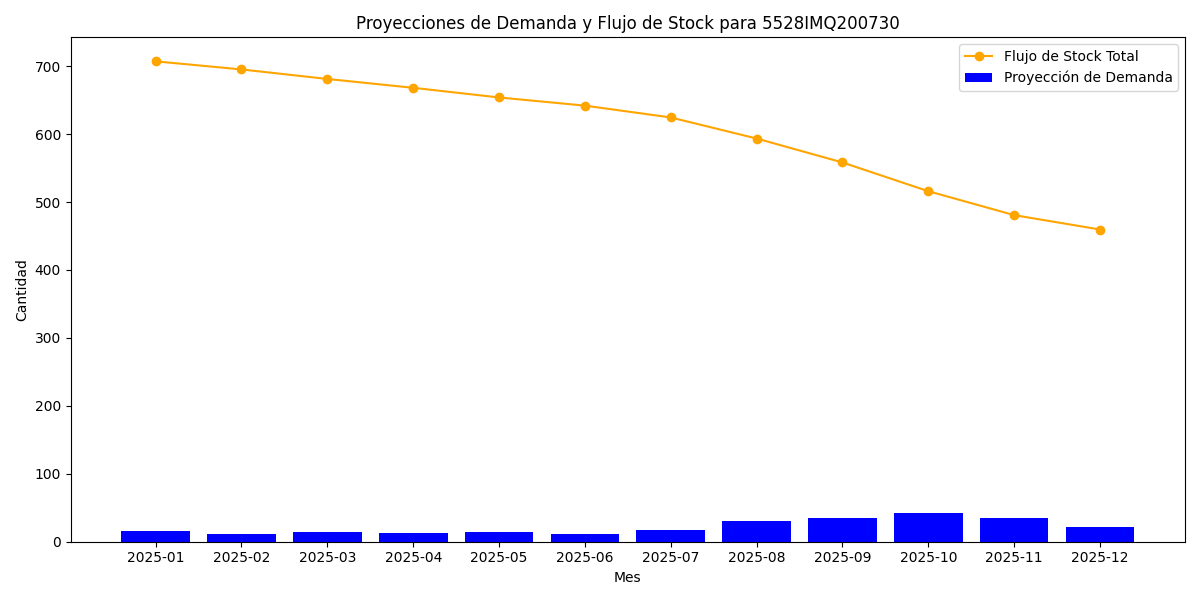 Proyecciones de Demanda y Flujo de Stock para 5528IMQ200730
Flujo de Stock Total
Proyección de Demanda
Cantidad
700
600
500
400
300
200
100
0
2025-01 2025-02 2025-03 2025-04 2025-05 2025-06 2025-07 2025-08 2025-09 2025-10 2025-11 2025-12
Mes